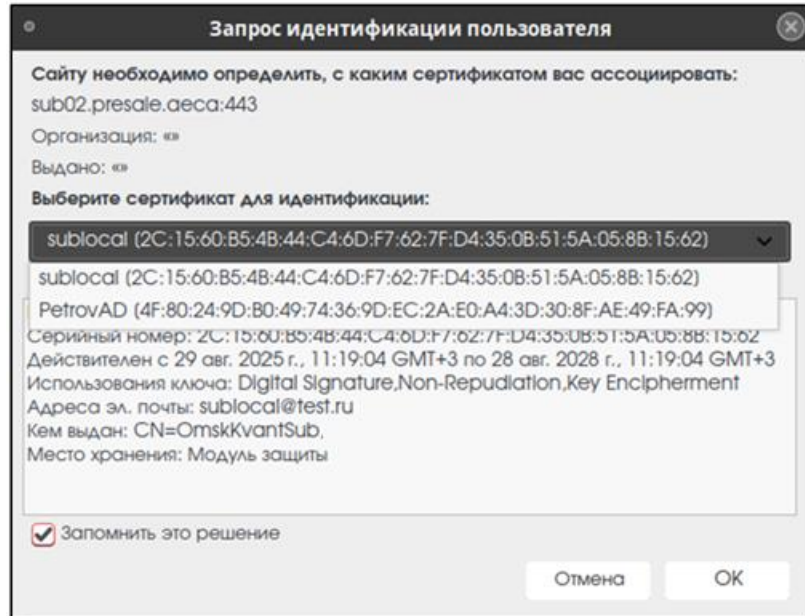 Запрос идентификации пользователя
Сайту необходимо определить, с каким сертификатом вас ассоциировать:
sub02.presale.aeca:443
Организация: «»
Выдано: «»
Выберите сертификат для идентификации:
sublocal (2C:15:60:B5:4B:44:C4:6D:F7:62:7F:D4:35:0B:51:5A:05:8B:15:62)
sublocal (2C:15:60:B5:4B:44:C4:6D:F7:62:7F:D4:35:0B:51:5A:05:8B:15:62)
PetrovAD (4F:80:24:9D:B0:49:74:36:9D:EC:2A:E0:A4:3D:30:8F:AE:49:FA:99)
Серийный номер: 2C:15:60:B5:4B:44:C4:6D:F7:62:7F:D4:35:0B:51:5A:05:8B:15:62
Действителен с 29 авг. 2025 г., 11:19:04 GMT+3 по 28 авг. 2028 г., 11:19:04 GMT+3
Использования ключа: Digital Signature,Non-Repudiation,Key Encipherment
Адреса эл. почты: sublocal@test.ru
Кем выдан: CN=OmskKvantSub,
Место хранения: Модуль защиты
Запомнить это решение
Отмена
OK